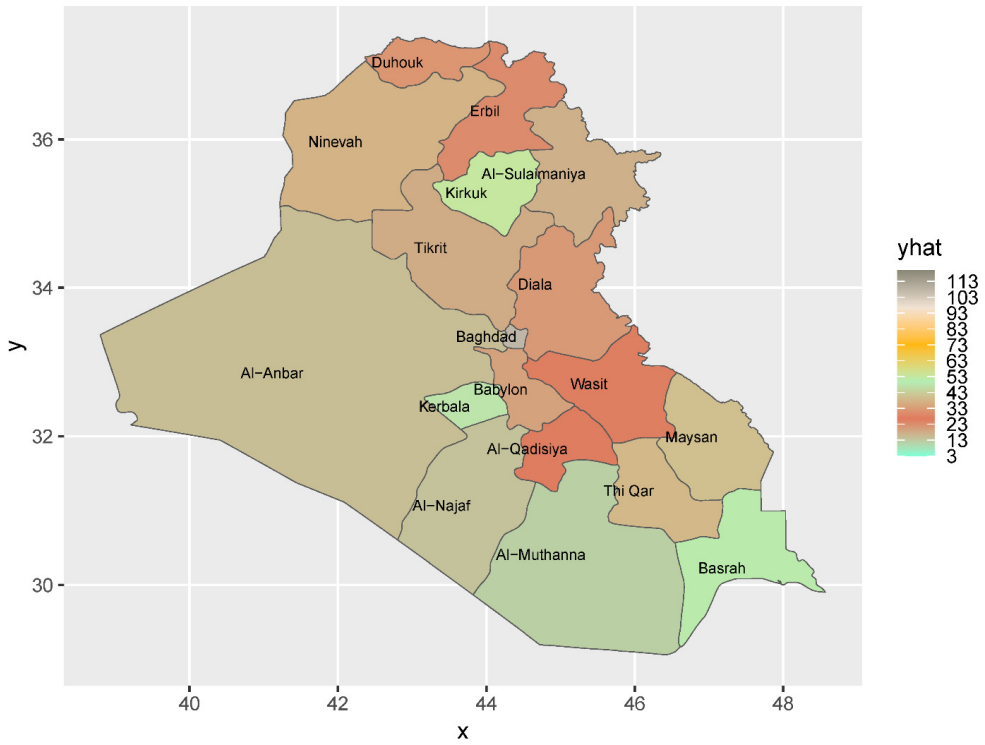 Duhouk
Erbil
Ninevah
Al−Sulaimaniya
Kirkuk
Tikrit
Diala
Baghdad
Al−Anbar
Babylon
Wasit
Kerbala
Al−Qadisiya
Maysan
Al−Najaf
Thi Qar
Al−Muthanna
Basrah
36
34
32
30
y
40
42
44
46
48
x
yhat
113
103
93
83
73
63
53
43
33
23
13
3